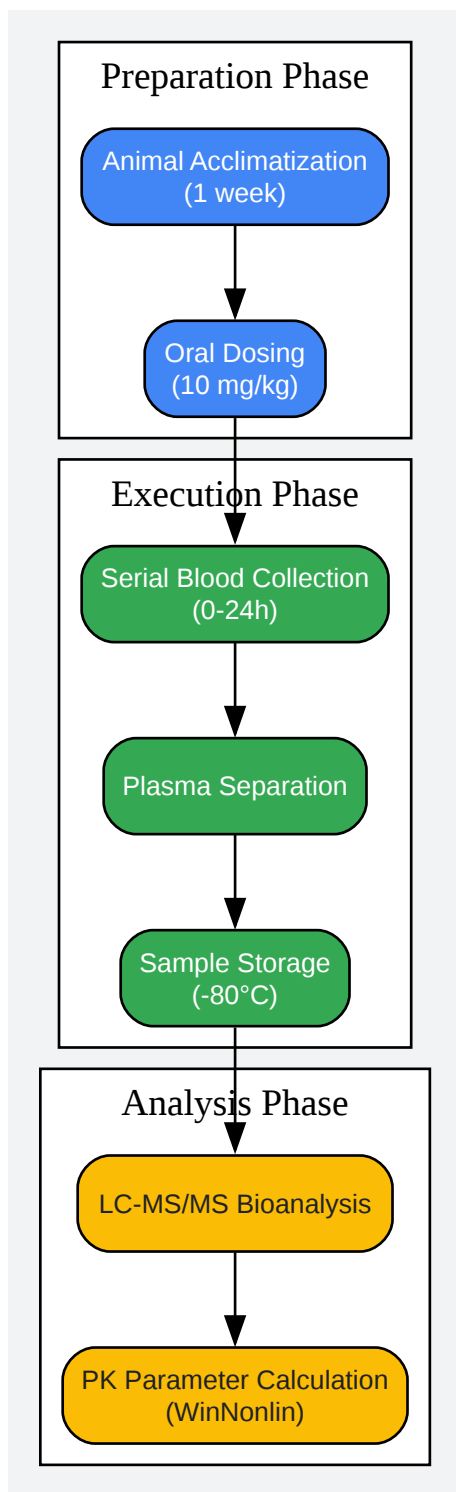 Preparation Phase
Animal Acclimatization
(1 week)
Oral Dosing
(10 mg/kg)
Execution Phase
Serial Blood Collection
(0-24h)
Plasma Separation
Sample Storage
(-80°C)
Analysis Phase
LC-MS/MS Bioanalysis
PK Parameter Calculation
(WinNonlin)